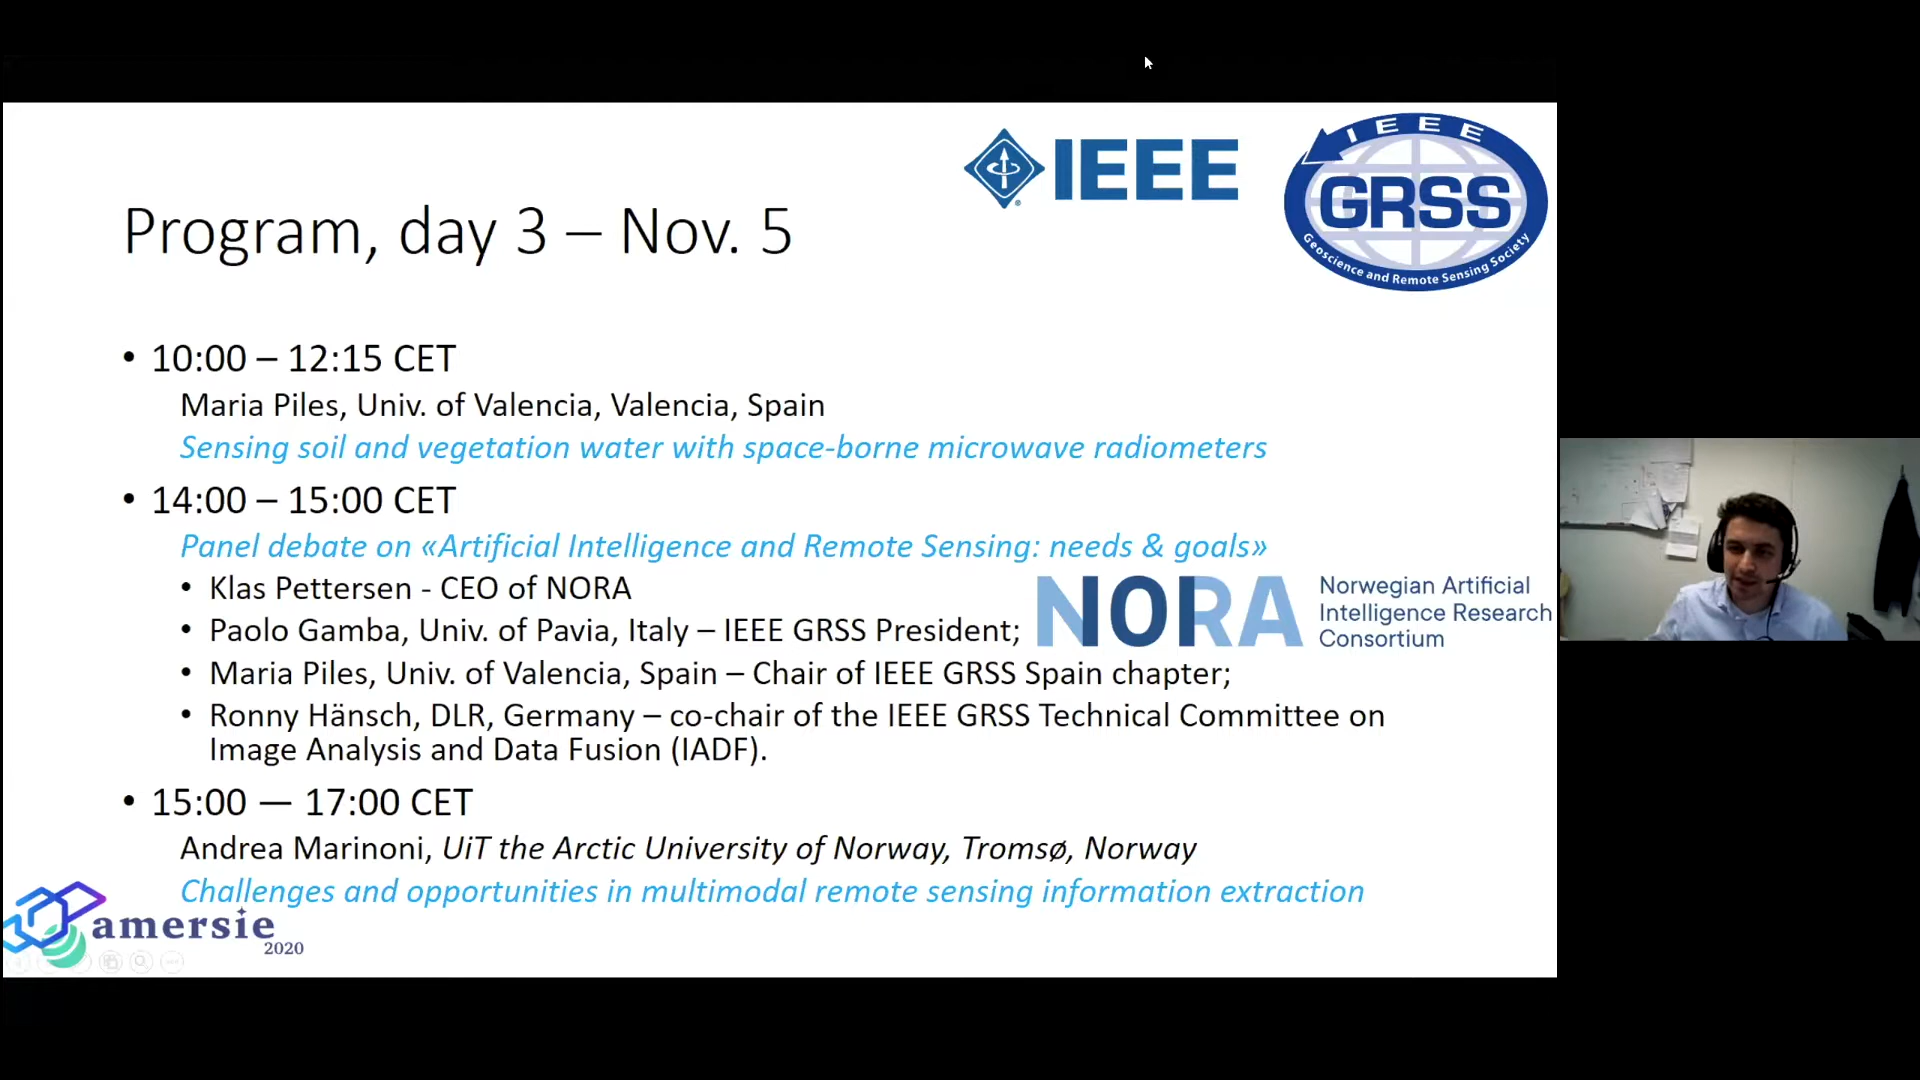 IEEE
IEEE
GRSS
Geoscience and Remote Sensing Society
Program, day 3 – Nov. 5
• 10:00 – 12:15 CET
Maria Piles, Univ. of Valencia, Valencia, Spain
Sensing soil and vegetation water with space-borne microwave radiometers
• 14:00 – 15:00 CET
Panel debate on «Artificial Intelligence and Remote Sensing: needs & goals»
• Klas Pettersen - CEO of NORA
• Paolo Gamba, Univ. of Pavia, Italy – IEEE GRSS President;
NORA
Norwegian Artificial
Intelligence Research
Consortium
• Maria Piles, Univ. of Valencia, Spain – Chair of IEEE GRSS Spain chapter;
• Ronny Hänsch, DLR, Germany – co-chair of the IEEE GRSS Technical Committee on
Image Analysis and Data Fusion (IADF).
• 15:00 — 17:00 CET
Andrea Marinoni, UiT the Arctic University of Norway, Tromsø, Norway
Challenges and opportunities in multimodal remote sensing information extraction
amersie
2020